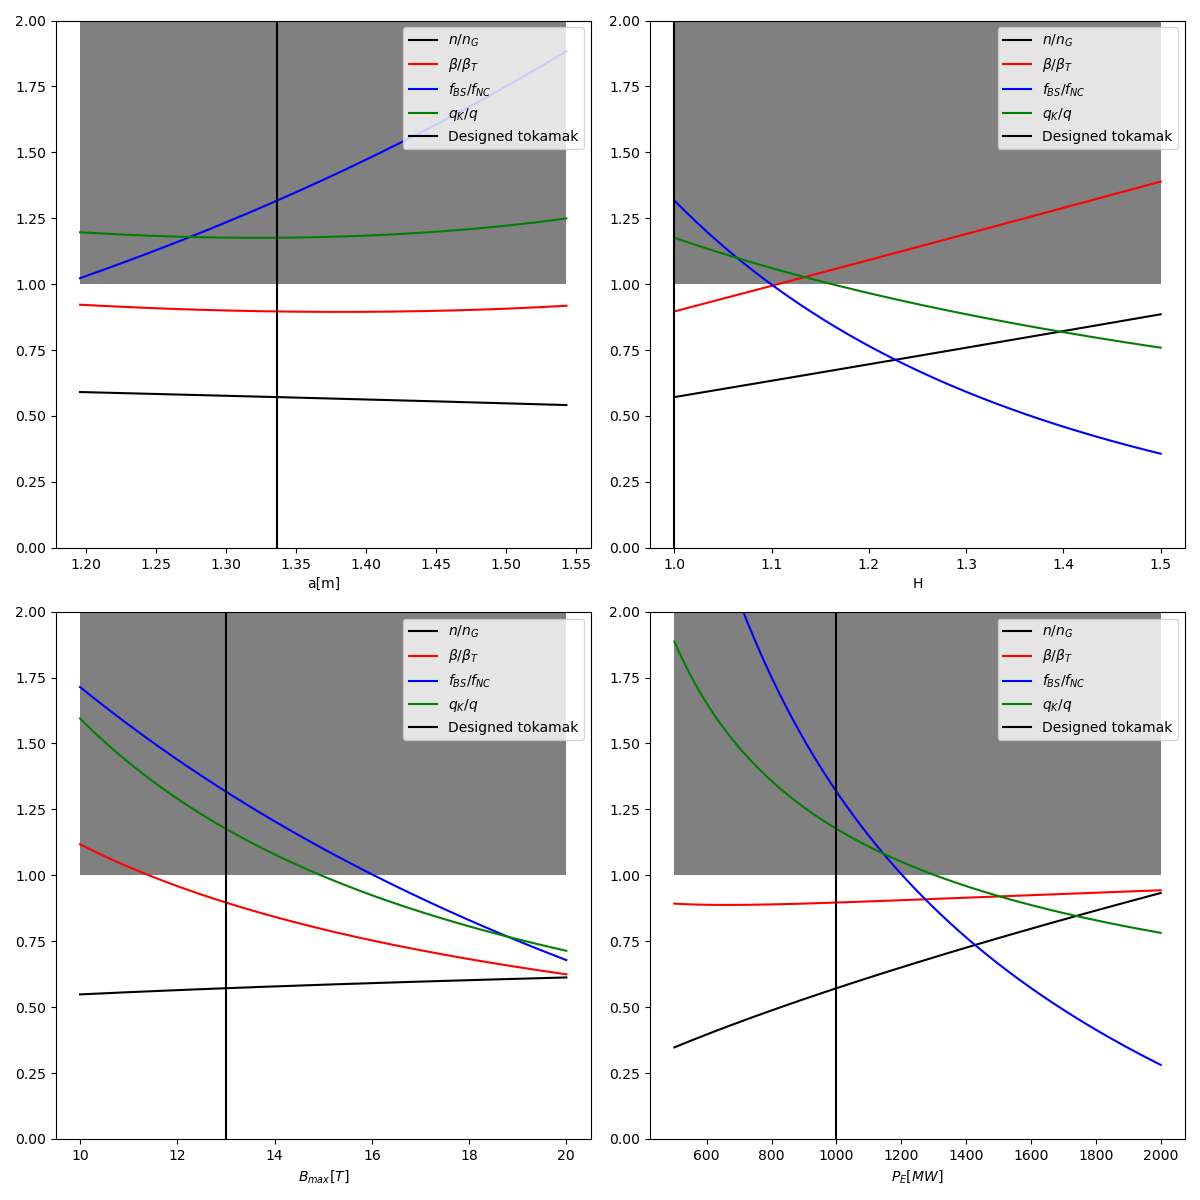 2.00
1.75
1.50
1.25
1.00
0.75
0.50
0.25
0.00
n/n_G
β/β_T
f_BS/f_NC
q_K/q
Designed tokamak
1.20 1.25 1.30 1.35 1.40 1.45 1.50 1.55
a[m]
2.00
1.75
1.50
1.25
1.00
0.75
0.50
0.25
0.00
n/n_G
β/β_T
f_BS/f_NC
q_K/q
Designed tokamak
1.0 1.1 1.2 1.3 1.4 1.5
H
2.00
1.75
1.50
1.25
1.00
0.75
0.50
0.25
0.00
n/n_G
β/β_T
f_BS/f_NC
q_K/q
Designed tokamak
10 12 14 16 18 20
B_max[T]
2.00
1.75
1.50
1.25
1.00
0.75
0.50
0.25
0.00
n/n_G
β/β_T
f_BS/f_NC
q_K/q
Designed tokamak
600 800 1000 1200 1400 1600 1800 2000
P_E[MW]